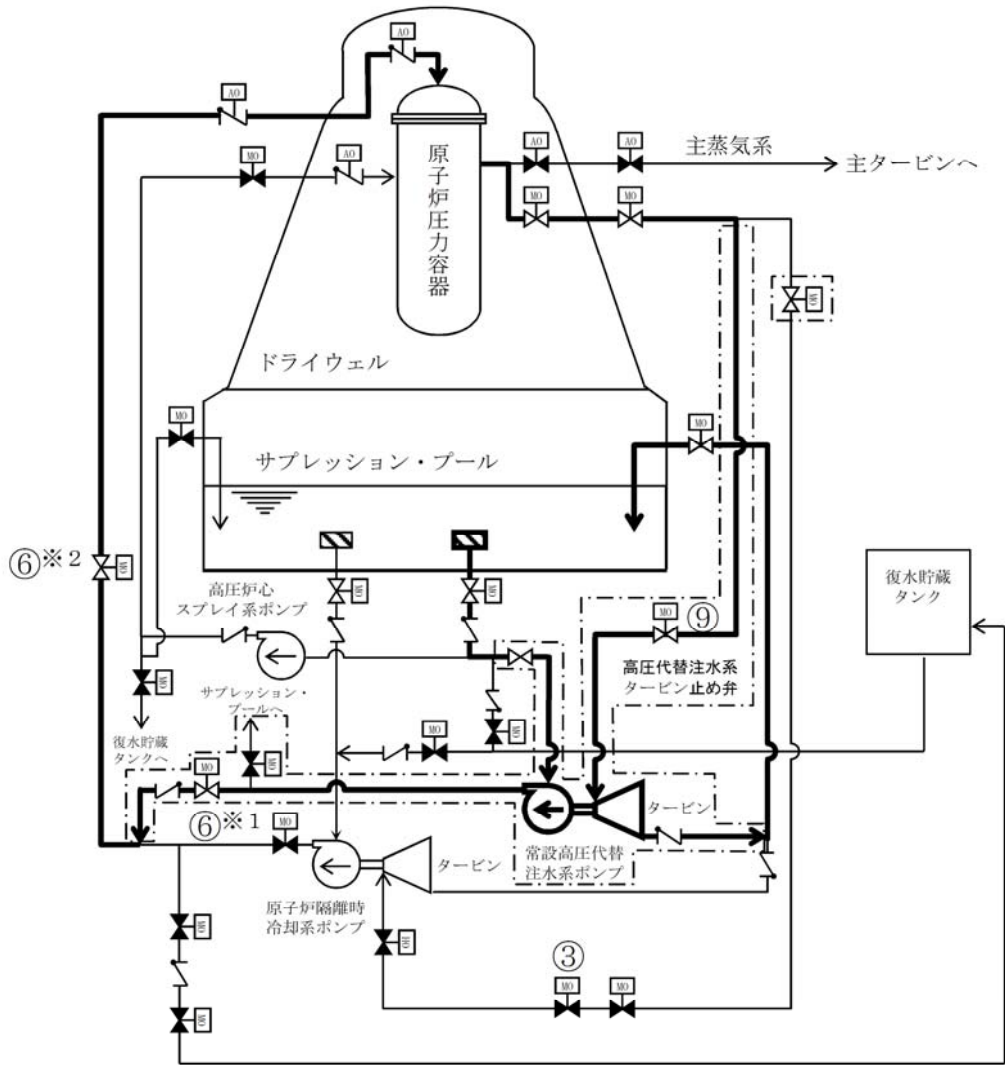 AO
AO
MO
AO
AO
AO
主蒸気系
主タービンへ
MO
MO
原子炉圧力容器
MO
ドライウェル
MO
MO
サプレッション・プール
⑥※2
MO
高圧炉心
スプレイ系ポンプ
MO
MO
復水貯蔵
タンク
MO
⑨
高圧代替注水系
タービン止め弁
MO
サプレッション・
プールへ
MO
MO
復水貯蔵
タンクへ
MO
MO
⑥※1
MO
タービン
常設高圧代替
注水系ポンプ
タービン
原子炉隔離時
冷却系ポンプ
MO
HO
③
MO
MO
MO